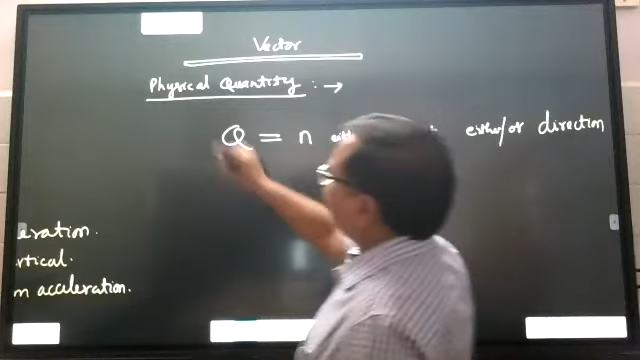 Vector
Physical Quantity :→
Q = n either/or direction
eration.
rtical.
m acceleration.